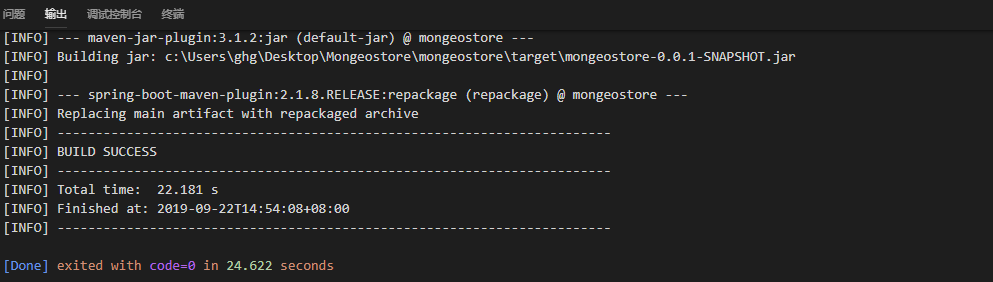 问题 输出 调试控制台 终端
[INFO] --- maven-jar-plugin:3.1.2:jar (default-jar) @ mongeostore ---
[INFO] Building jar: c:\Users\ghg\Desktop\Mongeostore\mongeostore\target\mongeostore-0.0.1-SNAPSHOT.jar
[INFO]
[INFO] --- spring-boot-maven-plugin:2.1.8.RELEASE:repackage (repackage) @ mongeostore ---
[INFO] Replacing main artifact with repackaged archive
[INFO] ------------------------------------------------------------------------
[INFO] BUILD SUCCESS
[INFO] ------------------------------------------------------------------------
[INFO] Total time:  22.181 s
[INFO] Finished at: 2019-09-22T14:54:08+08:00
[INFO] ------------------------------------------------------------------------
[Done] exited with code=0 in 24.622 seconds